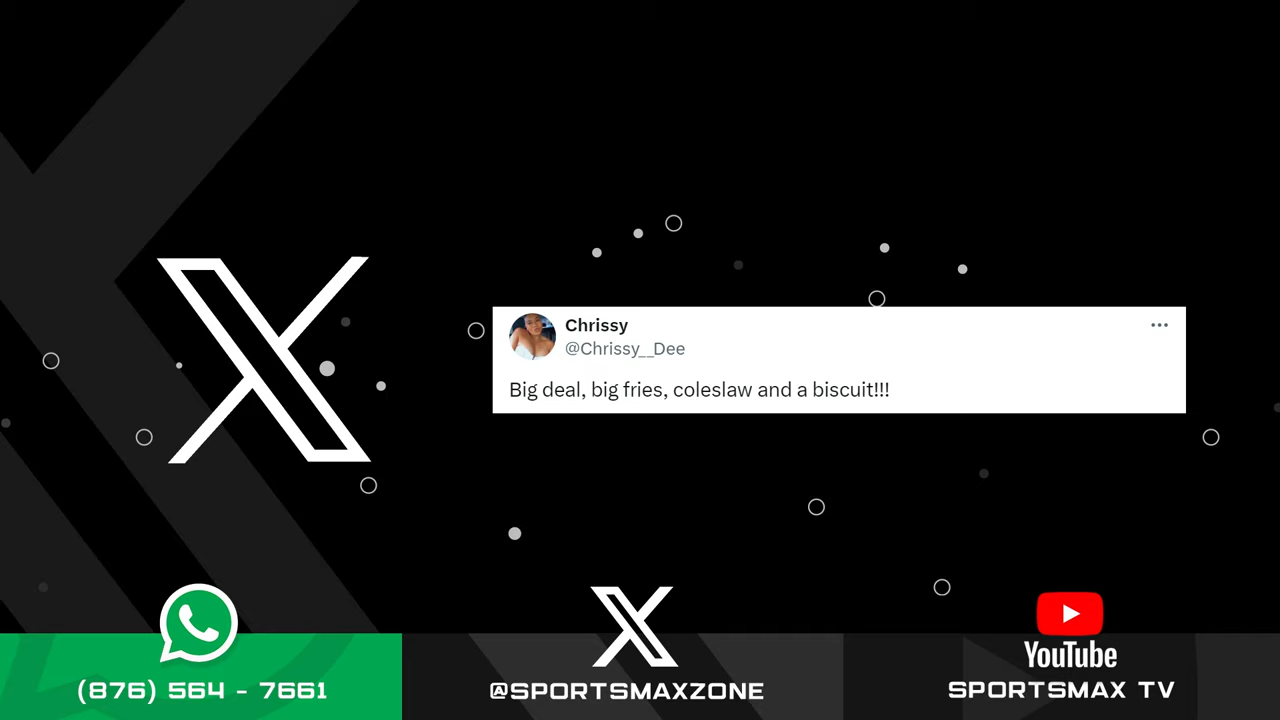 Chrissy
@Chrissy__Dee
Big deal, big fries, coleslaw and a biscuit!!!
(876) 564 - 7661
@SPORTSMAXZONE
YouTube
SPORTSMAX TV